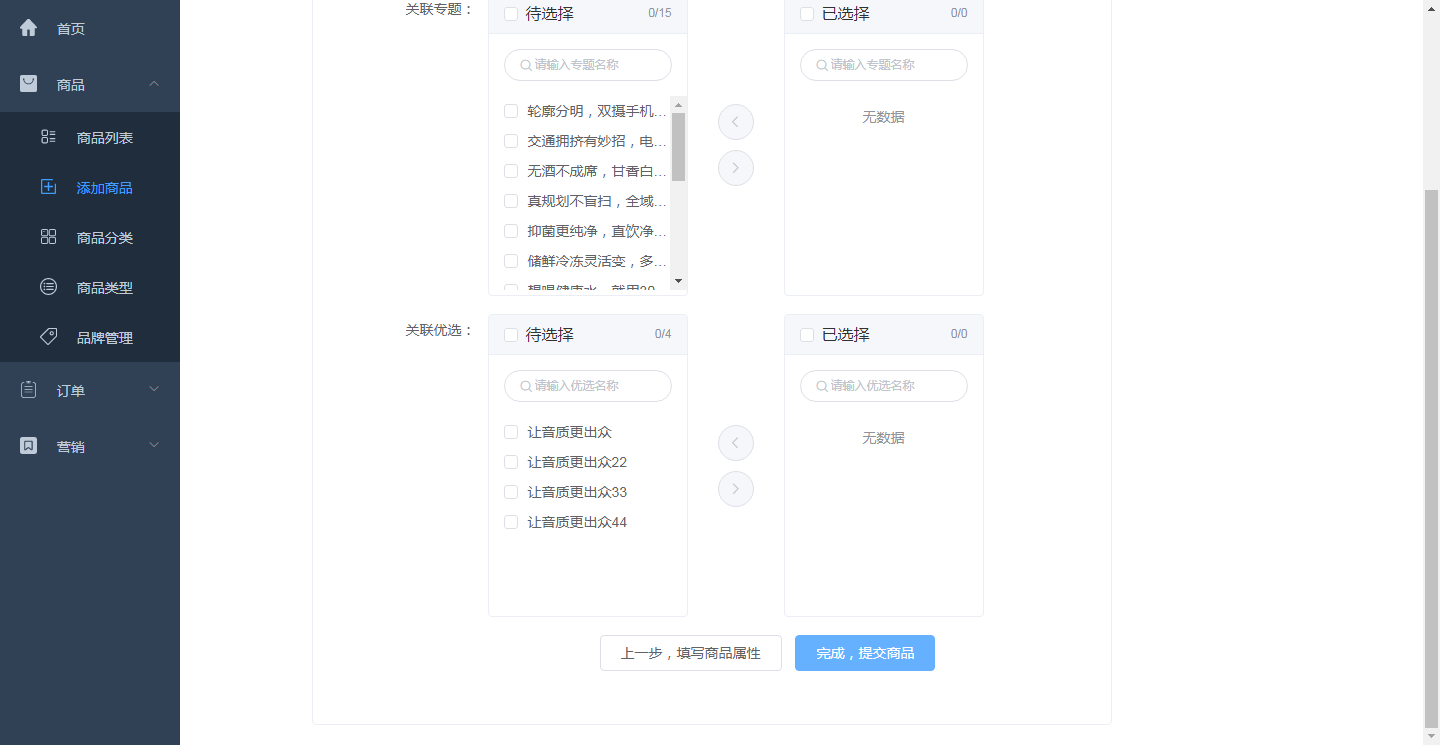 首页
商品
商品列表
添加商品
商品分类
商品类型
品牌管理
订单
营销
关联专题：
待选择 0/15
请输入专题名称
轮廓分明，双摄手机...
交通拥挤有妙招，电...
无酒不成席，甘香白...
真规划不盲扫，全域...
抑菌更纯净，直饮净...
储鲜冷冻灵活变，多...
已选择 0/0
请输入专题名称
无数据
关联优选：
待选择 0/4
请输入优选名称
让音质更出众
让音质更出众22
让音质更出众33
让音质更出众44
已选择 0/0
请输入优选名称
无数据
上一步，填写商品属性
完成，提交商品